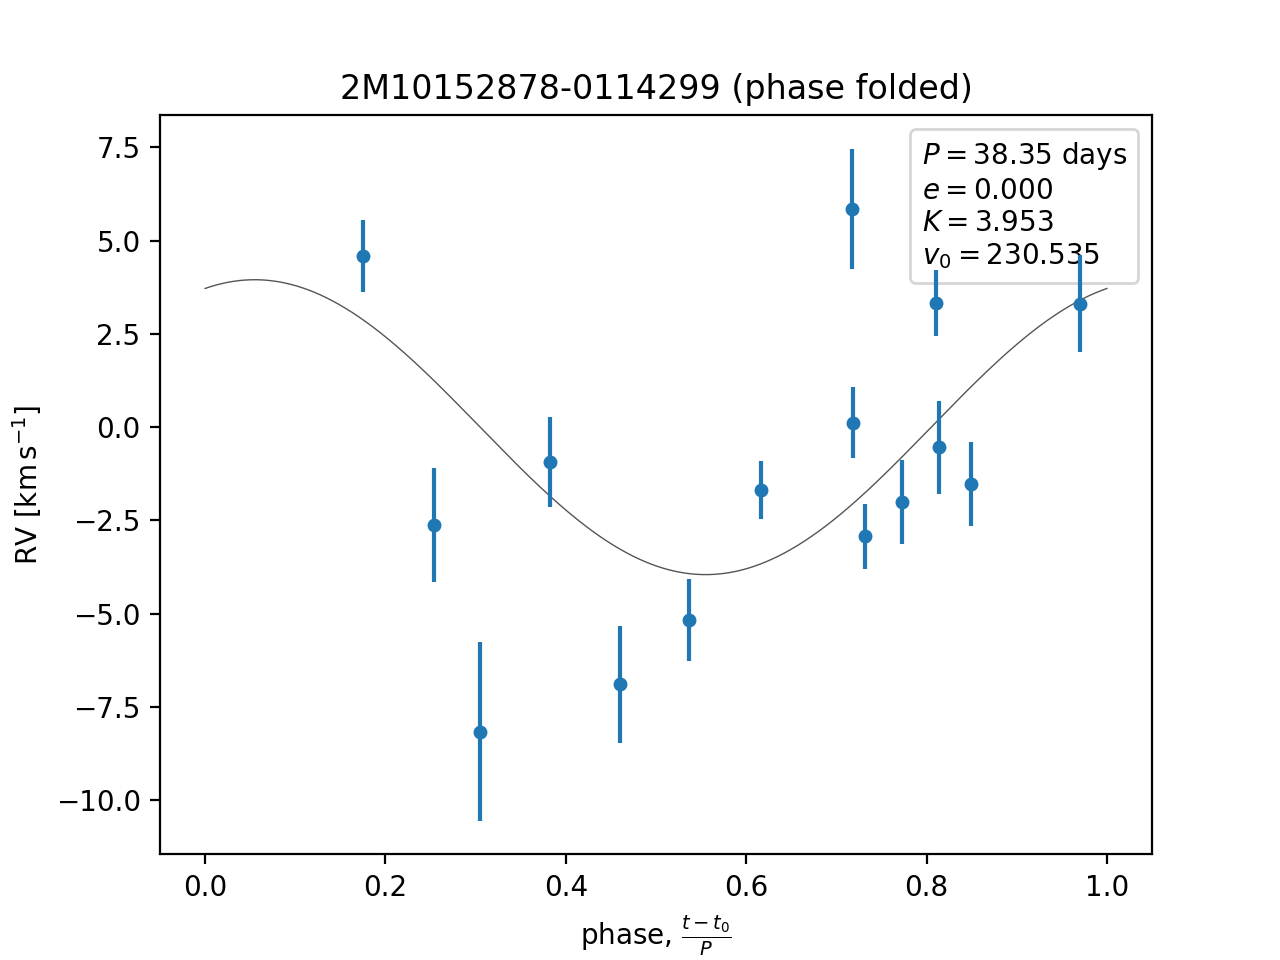 2M10152878-0114299 (phase folded)
P = 38.35 days
e = 0.000
K = 3.953
v₀ = 230.535
7.5
5.0
2.5
0.0
−2.5
−5.0
−7.5
−10.0
RV [km s⁻¹]
0.0 0.2 0.4 0.6 0.8 1.0
phase, (t − t₀)/P